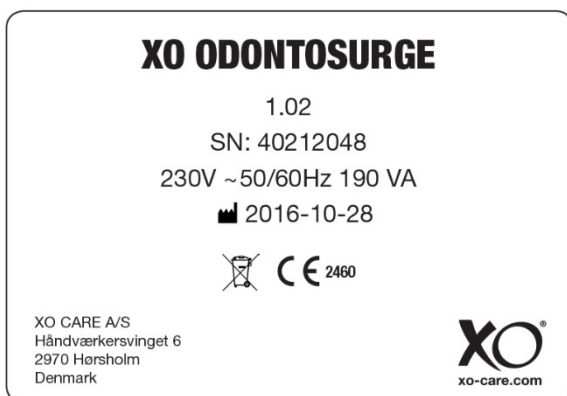 XO ODONTOSURGE
1.02
SN: 40212048
230V ~50/60Hz 190 VA
2016-10-28
CE 2460
XO CARE A/S
Håndværkersvinget 6
2970 Hørsholm
Denmark
XO®
xo-care.com